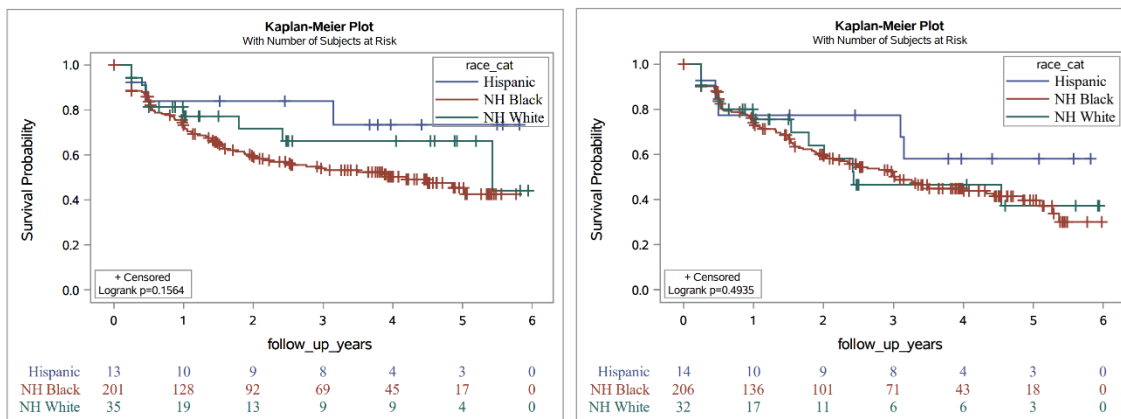 Kaplan-Meier Plot
With Number of Subjects at Risk
race_cat
Hispanic
NH Black
NH White
1.0
0.8
0.6
0.4
0.2
0.0
Survival Probability
+ Censored
Logrank p=0.1564
0 1 2 3 4 5 6
follow_up_years
Hispanic 13 10 9 8 4 3 0
NH Black 201 128 92 69 45 17 0
NH White 35 19 13 9 9 4 0
Kaplan-Meier Plot
With Number of Subjects at Risk
race_cat
Hispanic
NH Black
NH White
1.0
0.8
0.6
0.4
0.2
0.0
Survival Probability
+ Censored
Logrank p=0.4935
0 1 2 3 4 5 6
follow_up_years
Hispanic 14 10 9 8 4 3 0
NH Black 206 136 101 71 43 18 0
NH White 32 17 11 6 6 3 0